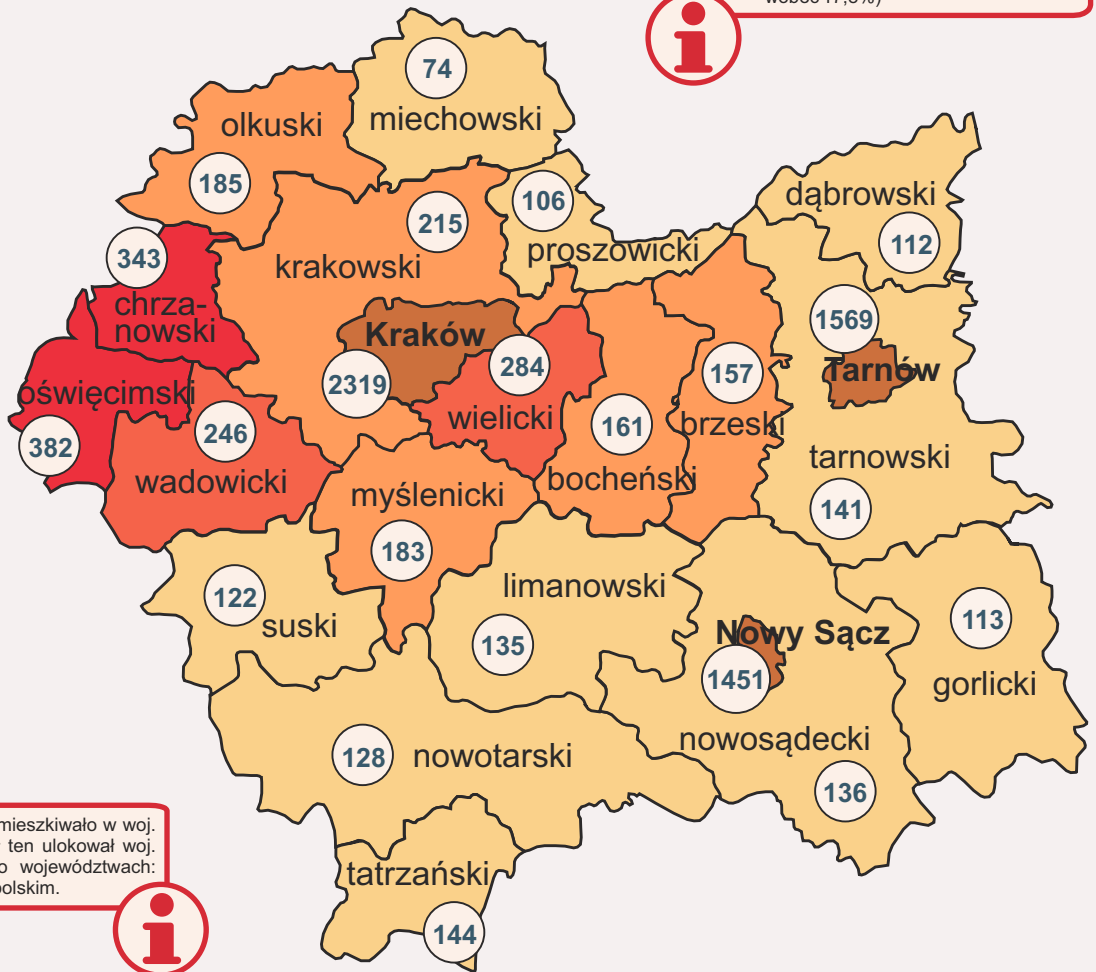 wobec 17,5%)
74
miechowski
olkuski
185
215
krakowski
106
proszowicki
dąbrowski
112
343
chrza-
nowski
Kraków
2319
284
wielicki
1569
Tarnów
157
brzeski
oświęcimski
382
246
wadowicki
161
bocheński
tarnowski
141
myślenicki
183
limanowski
135
122
suski
Nowy Sącz
1451
113
gorlicki
nowosądecki
136
128
nowotarski
mieszkiwało w woj.
ten ulokował woj.
o województwach:
polskim.
tatrzański
144